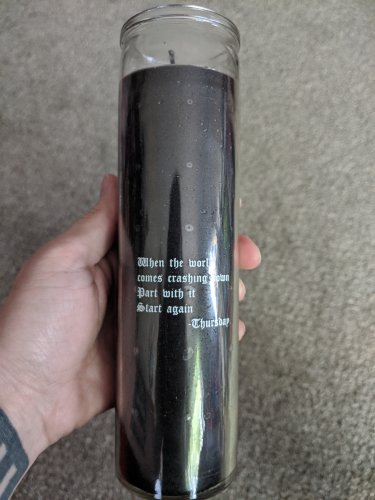 When the world
comes crashing down
Part with it
Start again
-Thursday